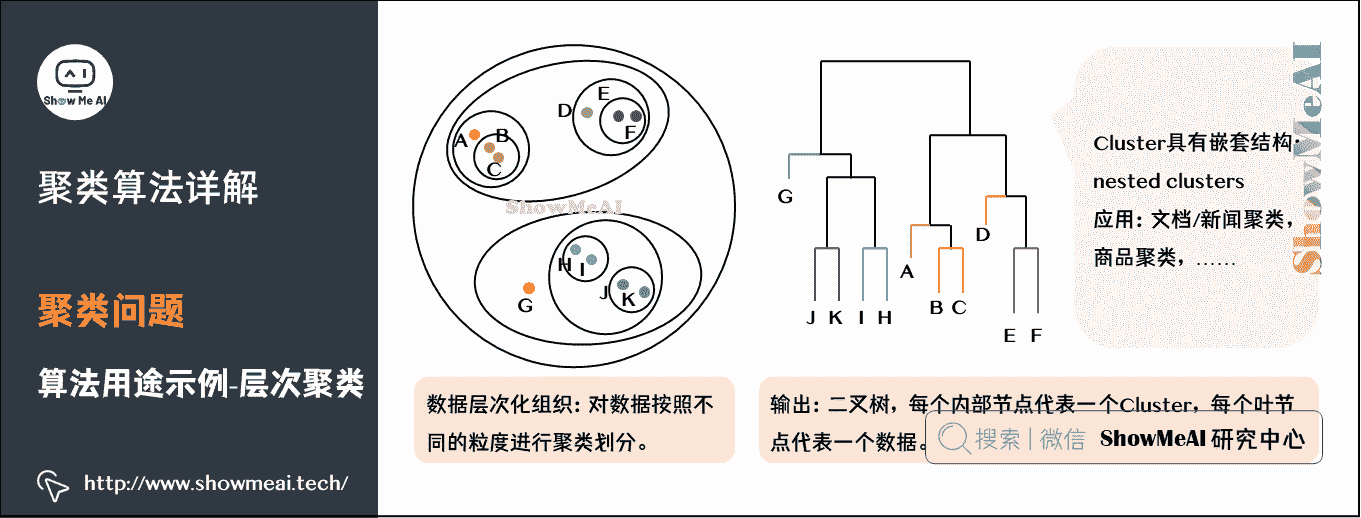 Show Me AI
聚类算法详解
聚类问题
算法用途示例-层次聚类
http://www.showmeai.tech/
A
B
C
D
E
F
ShowMeAI
G
H
I
J
K
数据层次化组织：对数据按照不
同的粒度进行聚类划分。
G
D
A
J K I H
B C
E F
输出：二叉树，每个内部节点代表一个Cluster，每个叶节
点代表一个数据。
Cluster具有嵌套结构：
nested clusters
应用：文档/新闻聚类，
商品聚类，……
ShowMeAI
搜索 | 微信 ShowMeAI 研究中心